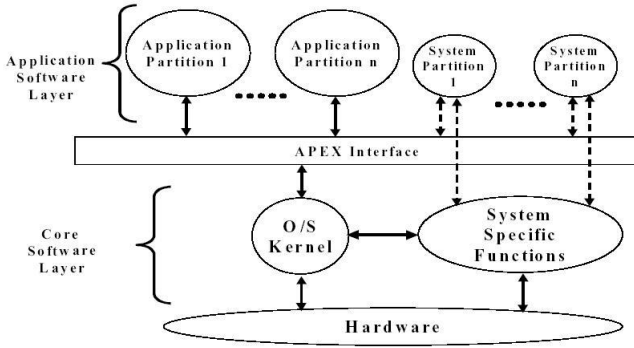 Application
Software
Layer
Application
Partition 1
Application
Partition n
System
Partition
1
System
Partition
n
APEX Interface
Core
Software
Layer
O/S
Kernel
System
Specific
Functions
Hardware